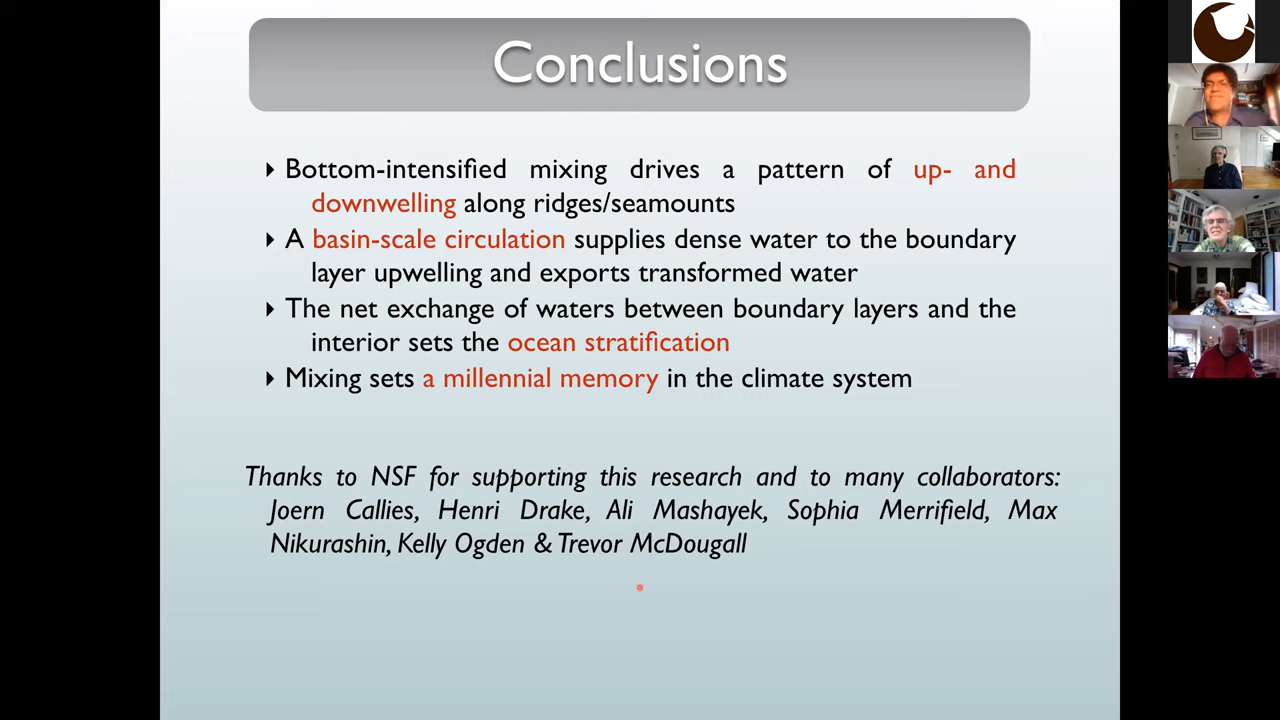 Conclusions
Bottom-intensified mixing drives a pattern of up- and
downwelling along ridges/seamounts
A basin-scale circulation supplies dense water to the boundary
layer upwelling and exports transformed water
The net exchange of waters between boundary layers and the
interior sets the ocean stratification
Mixing sets a millennial memory in the climate system
Thanks to NSF for supporting this research and to many collaborators:
Joern Callies, Henri Drake, Ali Mashayek, Sophia Merrifield, Max
Nikurashin, Kelly Ogden & Trevor McDougall